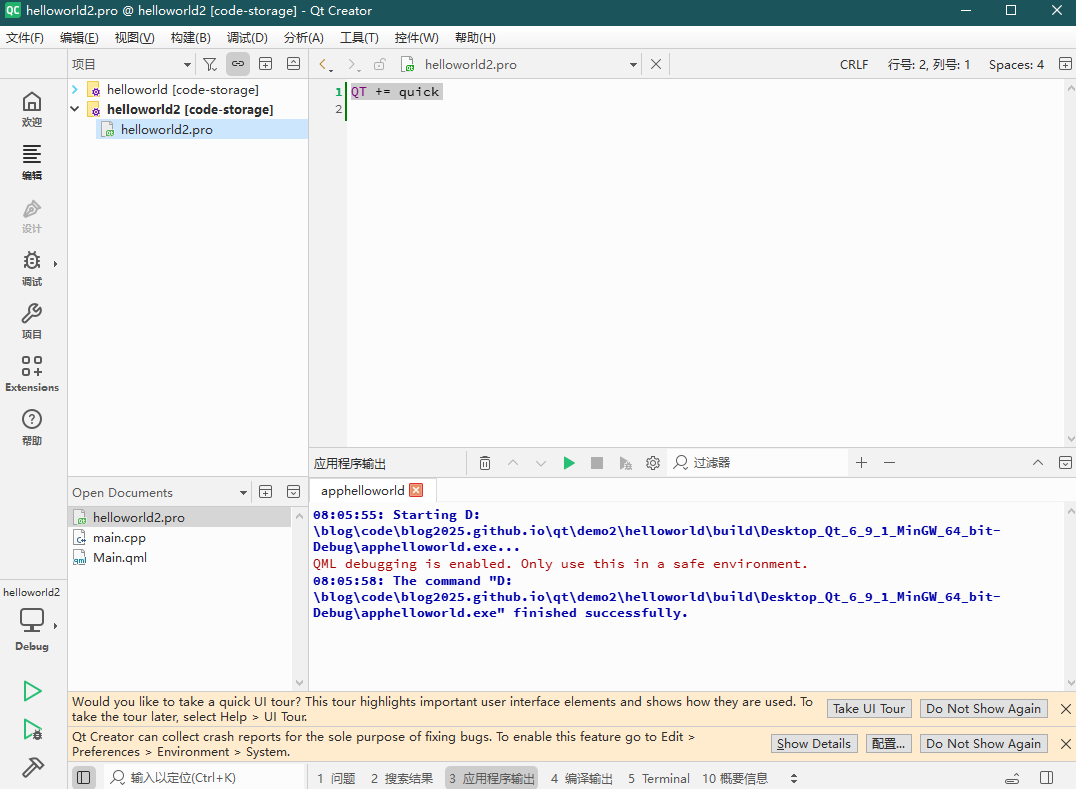 QC helloworld2.pro @ helloworld2 [code-storage] - Qt Creator
文件(F) 编辑(E) 视图(V) 构建(B) 调试(D) 分析(A) 工具(T) 控件(W) 帮助(H)
项目
helloworld2.pro
CRLF 行号: 2, 列号: 1 Spaces: 4
helloworld [code-storage]
helloworld2 [code-storage]
helloworld2.pro
1 QT += quick
2
欢迎
编辑
设计
调试
项目
Extensions
帮助
应用程序输出
过滤器
Open Documents
helloworld2.pro
main.cpp
Main.qml
apphelloworld
08:05:55: Starting D:
\blog\code\blog2025.github.io\qt\demo2\helloworld\build\Desktop_Qt_6_9_1_MinGW_64_bit-
Debug\apphelloworld.exe...
QML debugging is enabled. Only use this in a safe environment.
08:05:58: The command "D:
\blog\code\blog2025.github.io\qt\demo2\helloworld\build\Desktop_Qt_6_9_1_MinGW_64_bit-
Debug\apphelloworld.exe" finished successfully.
helloworld2
Debug
Would you like to take a quick UI tour? This tour highlights important user interface elements and shows how they are used. To
take the tour later, select Help > UI Tour.
Take UI Tour Do Not Show Again
Qt Creator can collect crash reports for the sole purpose of fixing bugs. To enable this feature go to Edit >
Preferences > Environment > System.
Show Details 配置... Do Not Show Again
输入以定位(Ctrl+K)
1 问题 2 搜索结果 3 应用程序输出 4 编译输出 5 Terminal 10 概要信息